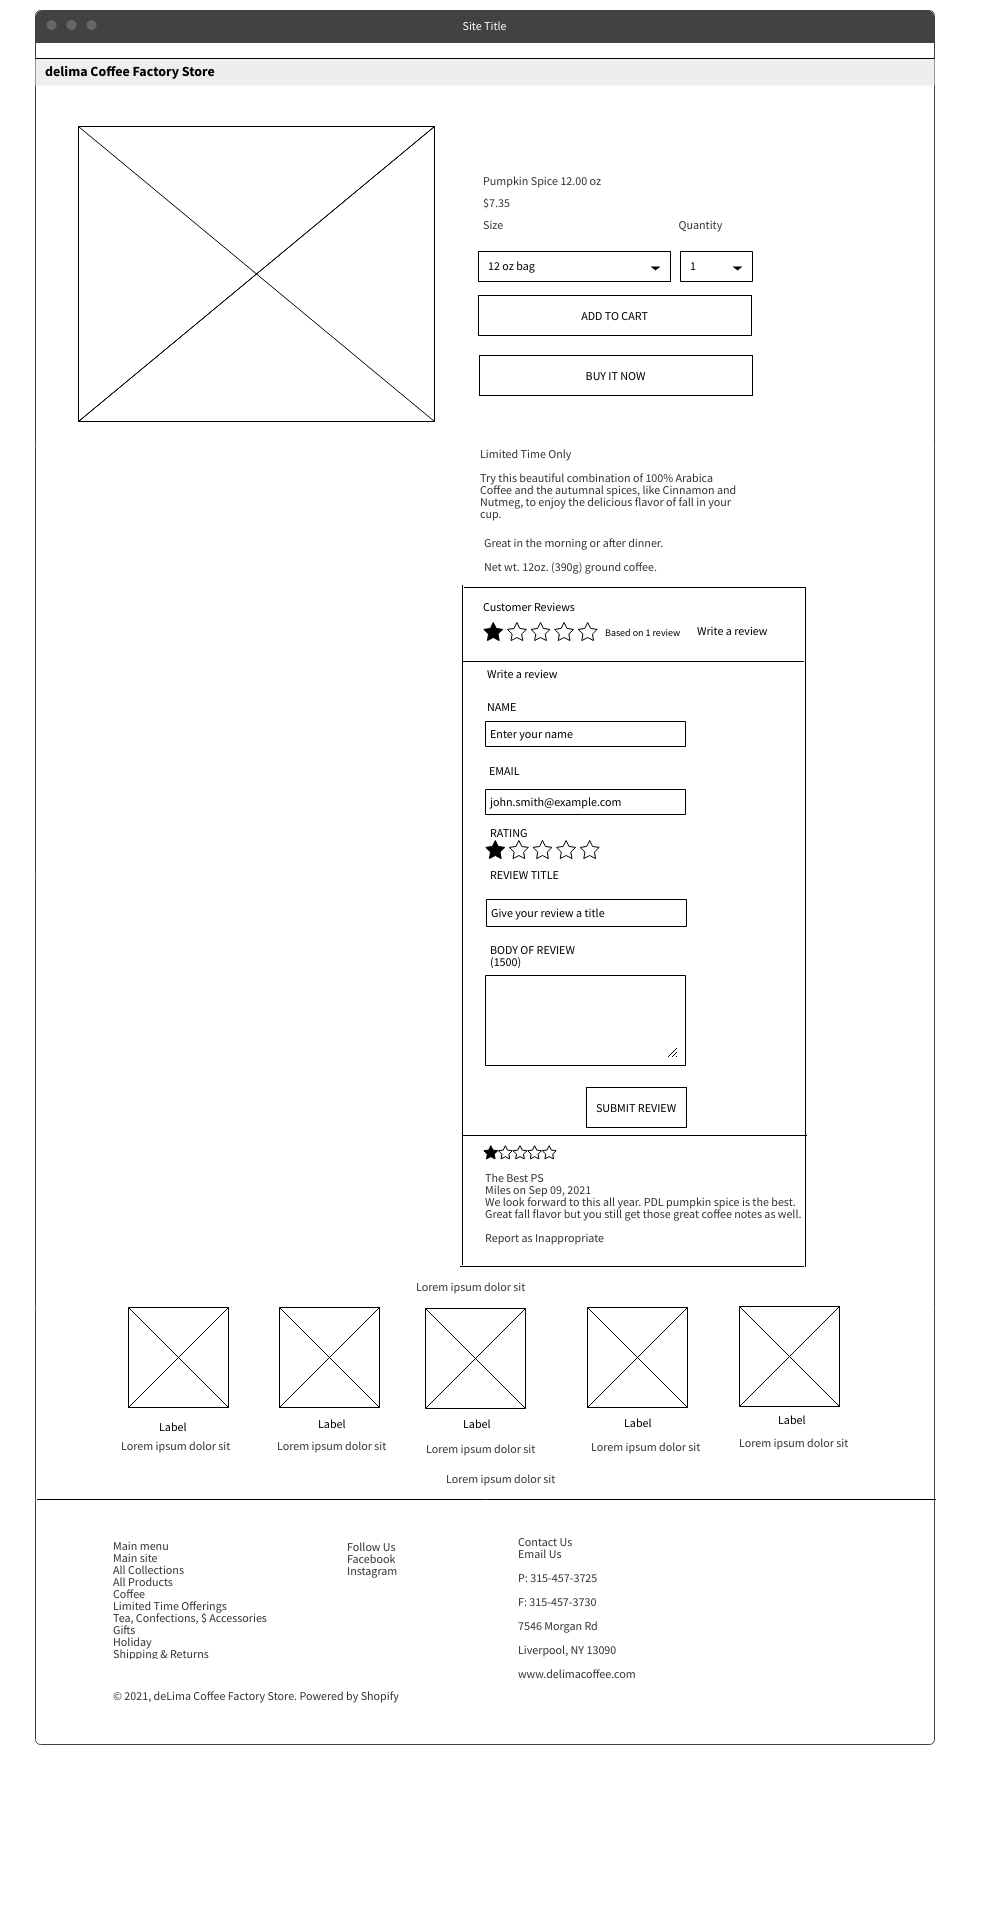 Site Title
delima Coffee Factory Store
Pumpkin Spice 12.00 oz
$7.35
Size Quantity
12 oz bag 1
ADD TO CART
BUY IT NOW
Limited Time Only
Try this beautiful combination of 100% Arabica
Coffee and the autumnal spices, like Cinnamon and
Nutmeg, to enjoy the delicious flavor of fall in your
cup.
Great in the morning or after dinner.
Net wt. 12oz. (390g) ground coffee.
Customer Reviews
Based on 1 review Write a review
Write a review
NAME
Enter your name
EMAIL
john.smith@example.com
RATING
REVIEW TITLE
Give your review a title
BODY OF REVIEW
(1500)
SUBMIT REVIEW
The Best PS
Miles on Sep 09, 2021
We look forward to this all year. PDL pumpkin spice is the best.
Great fall flavor but you still get those great coffee notes as well.
Report as Inappropriate
Lorem ipsum dolor sit
Label Label Label Label Label
Lorem ipsum dolor sit Lorem ipsum dolor sit Lorem ipsum dolor sit Lorem ipsum dolor sit Lorem ipsum dolor sit
Lorem ipsum dolor sit
Main menu
Main site
All Collections
All Products
Coffee
Limited Time Offerings
Tea, Confections, $ Accessories
Gifts
Holiday
Shipping & Returns
Follow Us
Facebook
Instagram
Contact Us
Email Us
P: 315-457-3725
F: 315-457-3730
7546 Morgan Rd
Liverpool, NY 13090
www.delimacoffee.com
© 2021, deLima Coffee Factory Store. Powered by Shopify